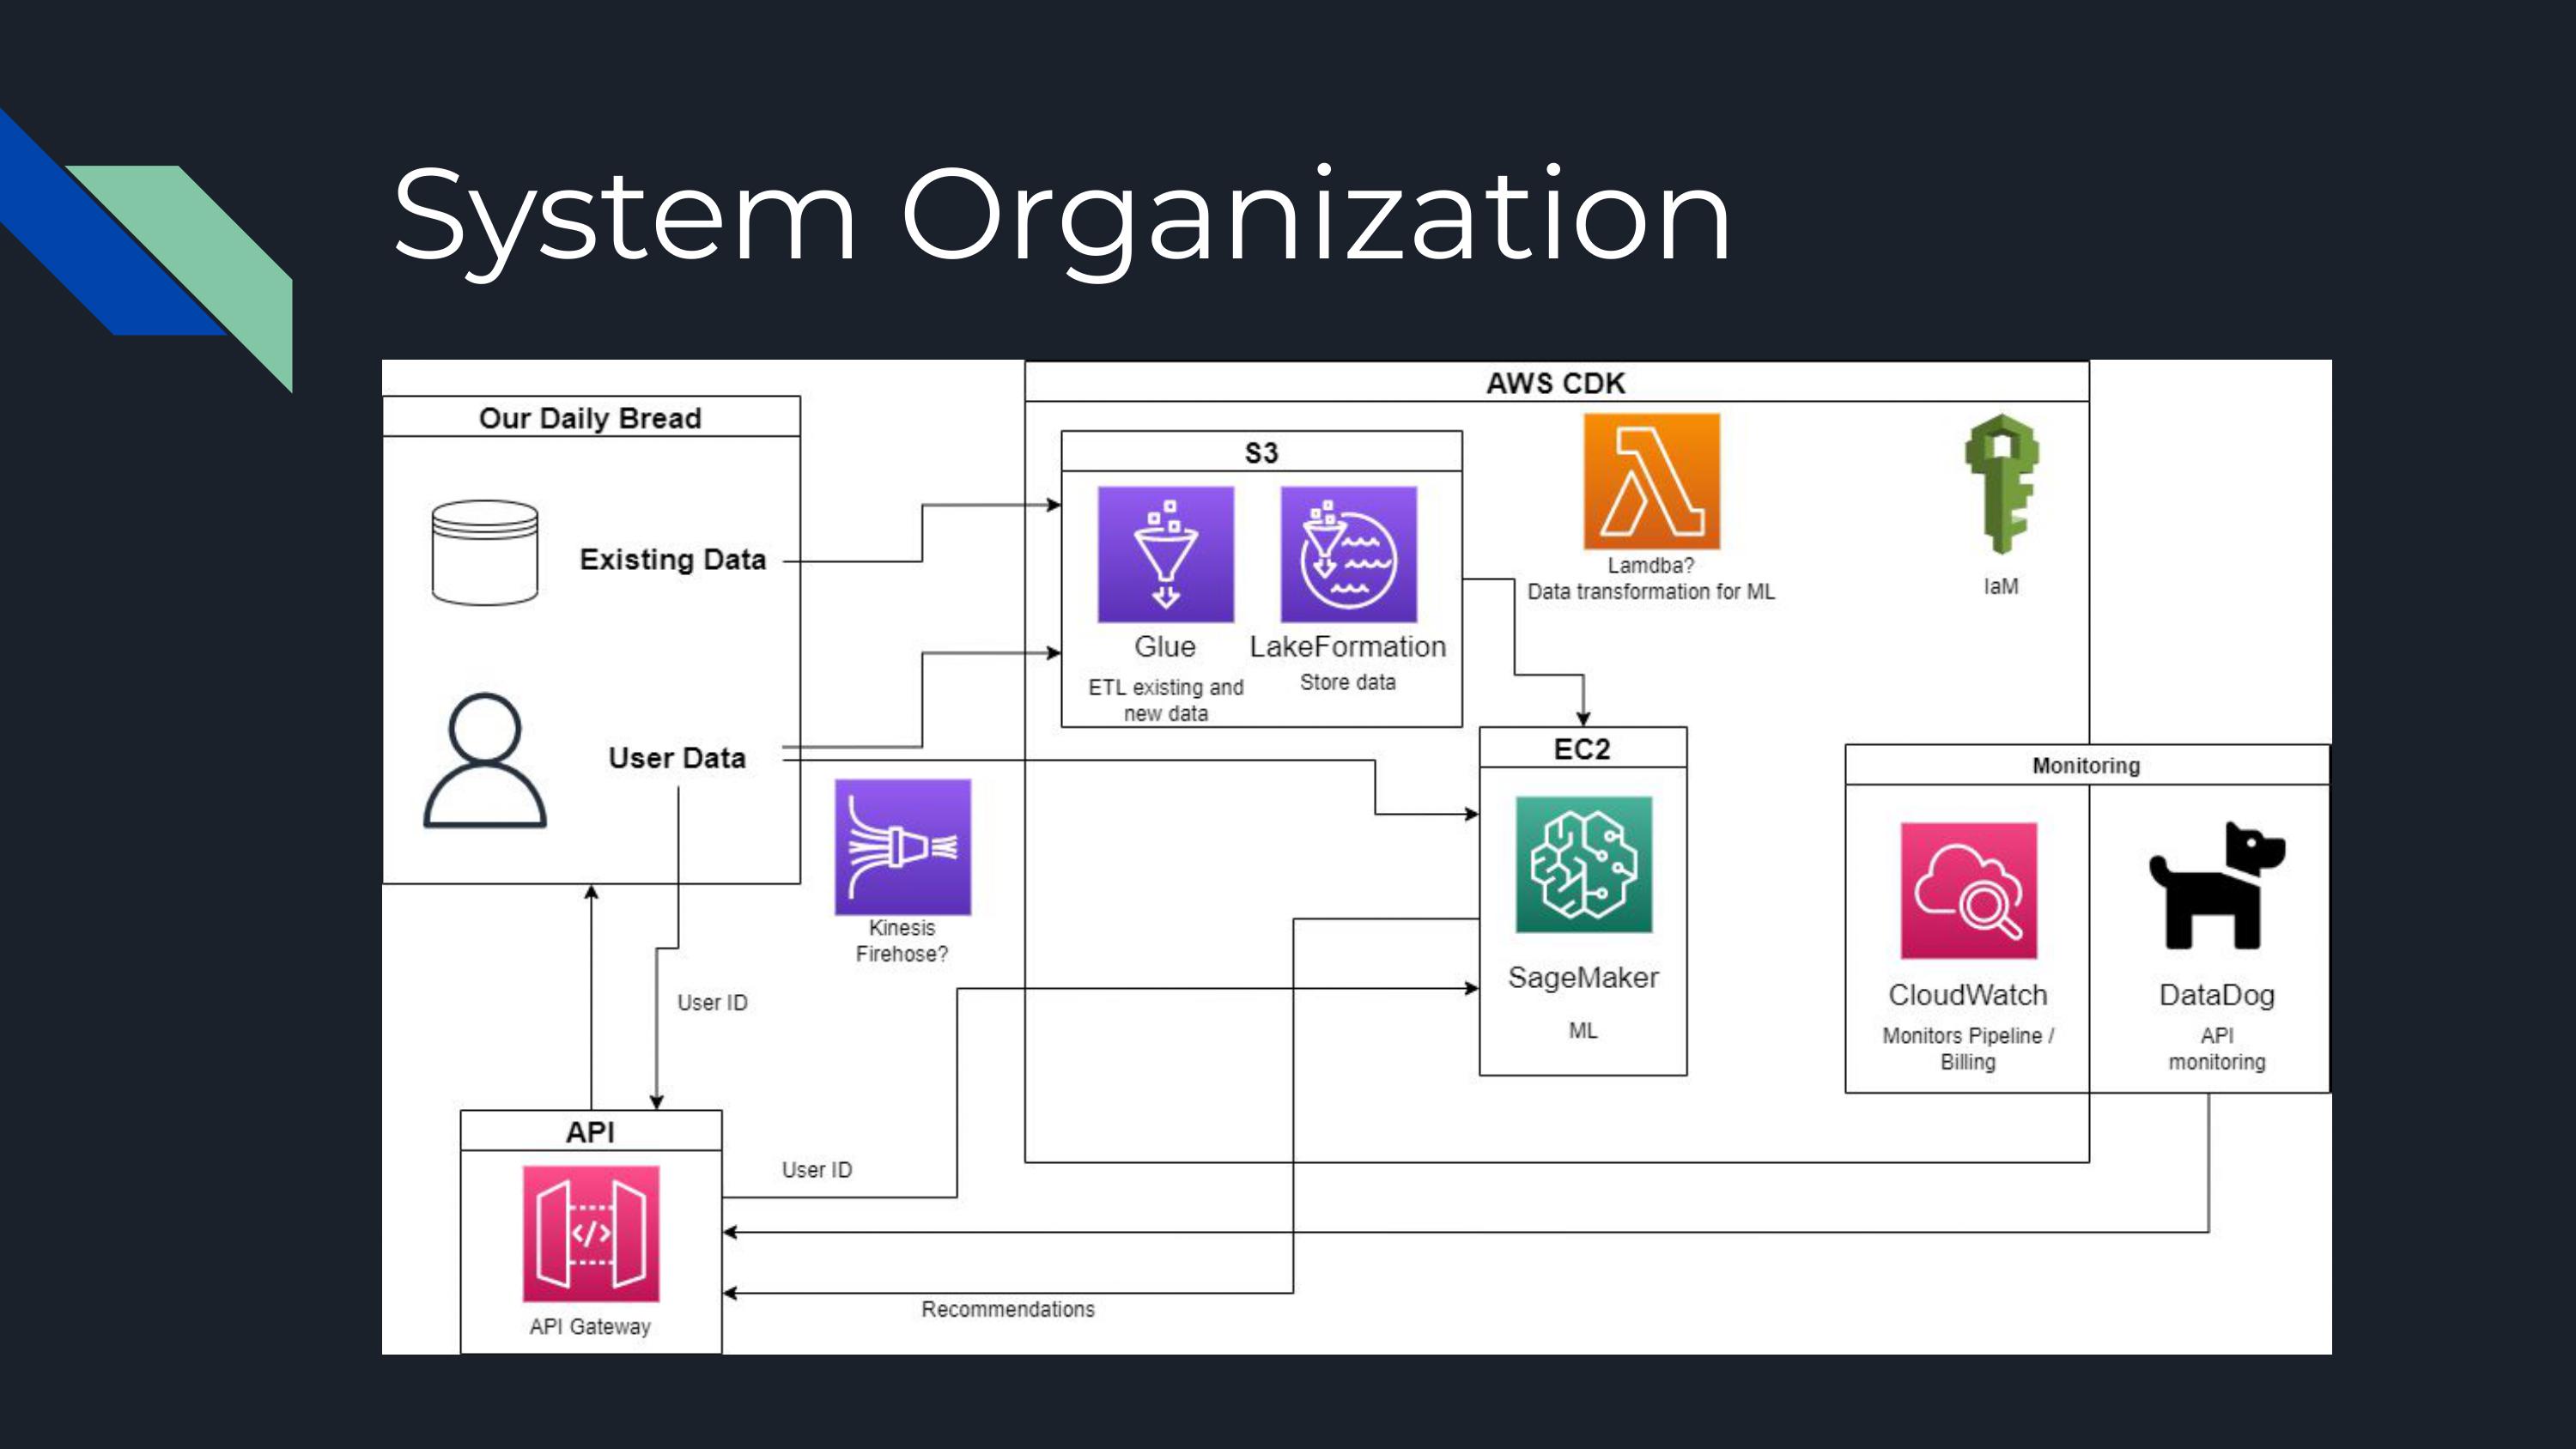 System Organization
AWS CDK
Our Daily Bread
Existing Data
User Data
S3
Glue
ETL existing and
new data
LakeFormation
Store data
Lamdba?
Data transformation for ML
IaM
Kinesis
Firehose?
EC2
SageMaker
ML
Monitoring
CloudWatch
Monitors Pipeline /
Billing
DataDog
API
monitoring
User ID
API
</>
API Gateway
User ID
Recommendations